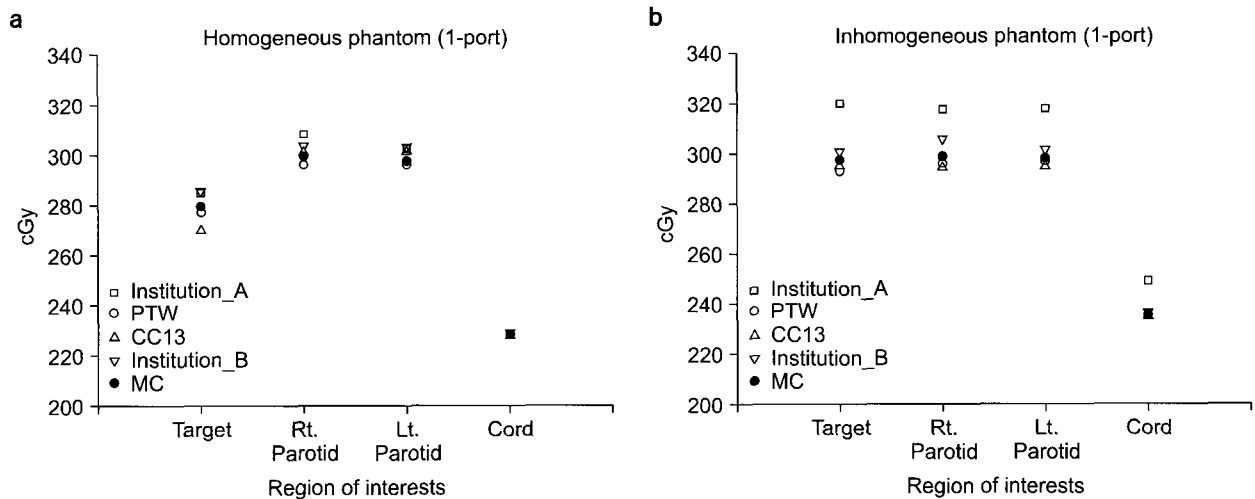 a
Homogeneous phantom (1-port)
340
320
300
280
260
240
220
200
cGy
Institution_A
PTW
CC13
Institution_B
MC
Target
Rt.
Parotid
Lt.
Parotid
Cord
Region of interests
b
Inhomogeneous phantom (1-port)
340
320
300
280
260
240
220
200
cGy
Institution_A
PTW
CC13
Institution_B
MC
Target
Rt.
Parotid
Lt.
Parotid
Cord
Region of interests